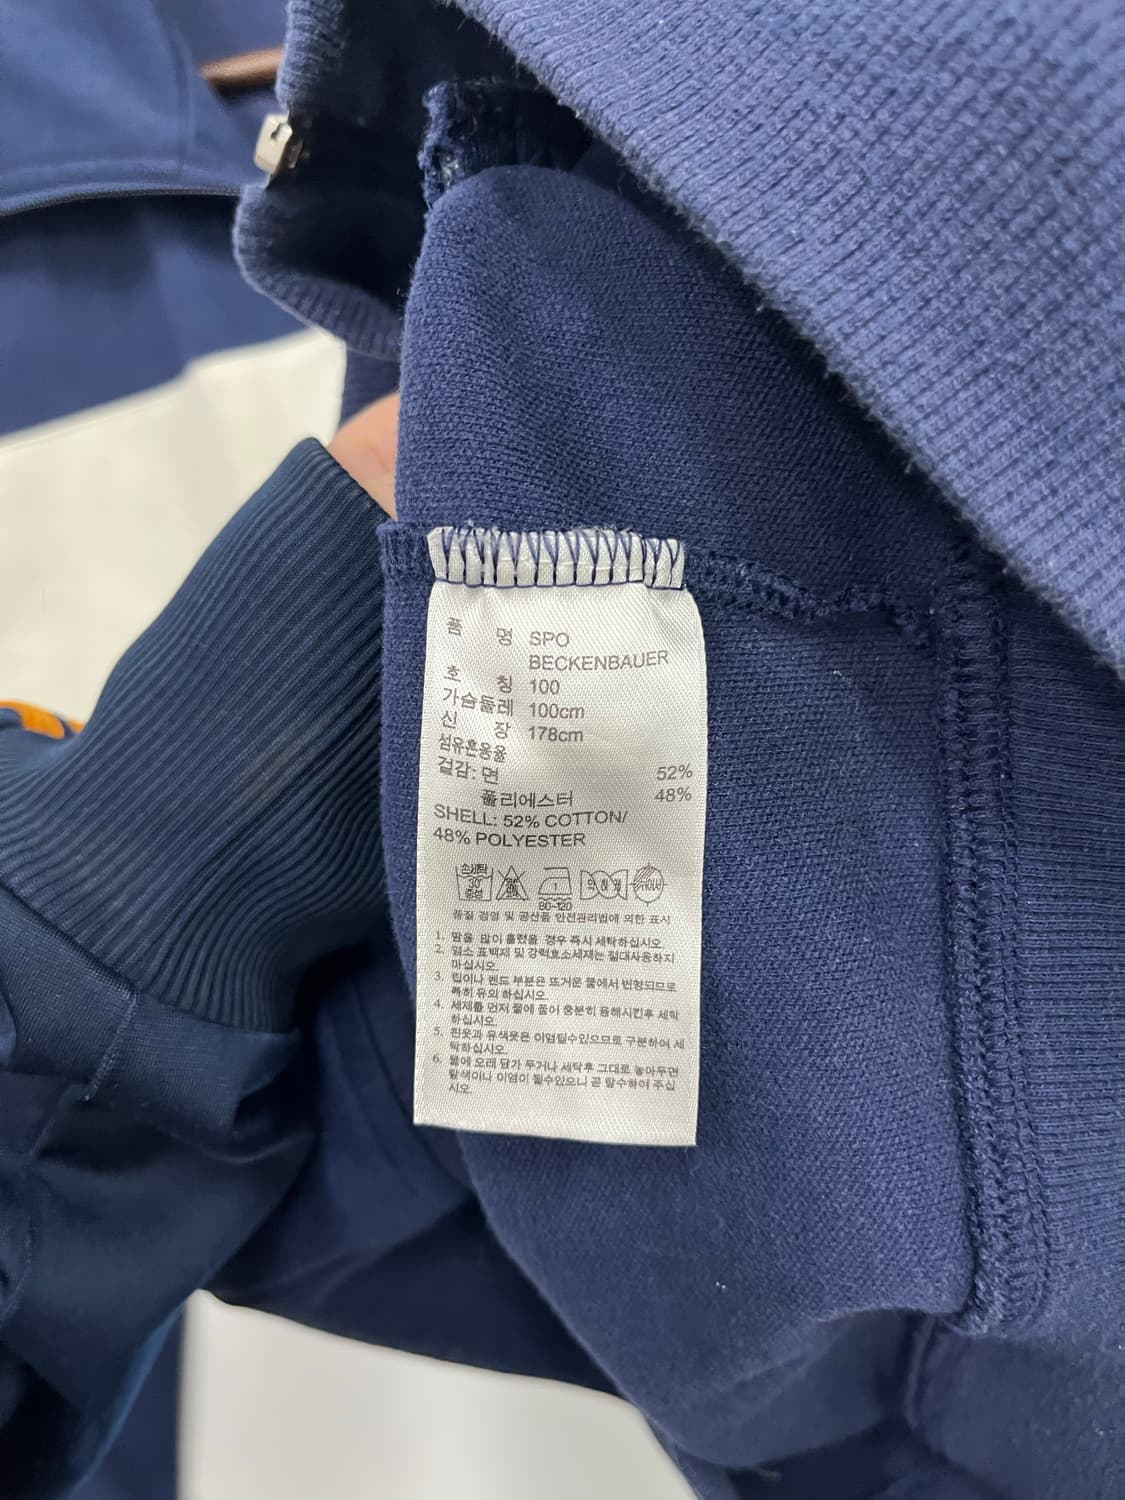 품 명 SPO
BECKENBAUER
호 칭 100
가슴둘레 100cm
신 장 178cm
섬유혼용율
겉감: 면 52%
폴리에스터 48%
SHELL: 52% COTTON/
48% POLYESTER
손세탁
30°
중성
80~120
품질 경영 및 공산품 안전관리법에 의한 표시
1. 땀을 많이 흘렸을 경우 즉시 세탁하십시오
2. 염소 표백제 및 강력효소세제는 절대사용하지
마십시오.
3. 립이나 밴드 부분은 뜨거운 물에서 변형되므로
특히 유의 하십시오.
4. 세제를 먼저 물에 풀어 충분히 용해시킨후 세탁
하십시오.
5. 흰옷과 유색옷은 이염될수있으므로 구분하여 세
탁하십시오.
6. 물에 오래 담가 두거나 세탁후 그대로 놓아두면
탈색이나 이염이 될수있으니 곧 탈수하여 주십
시오.